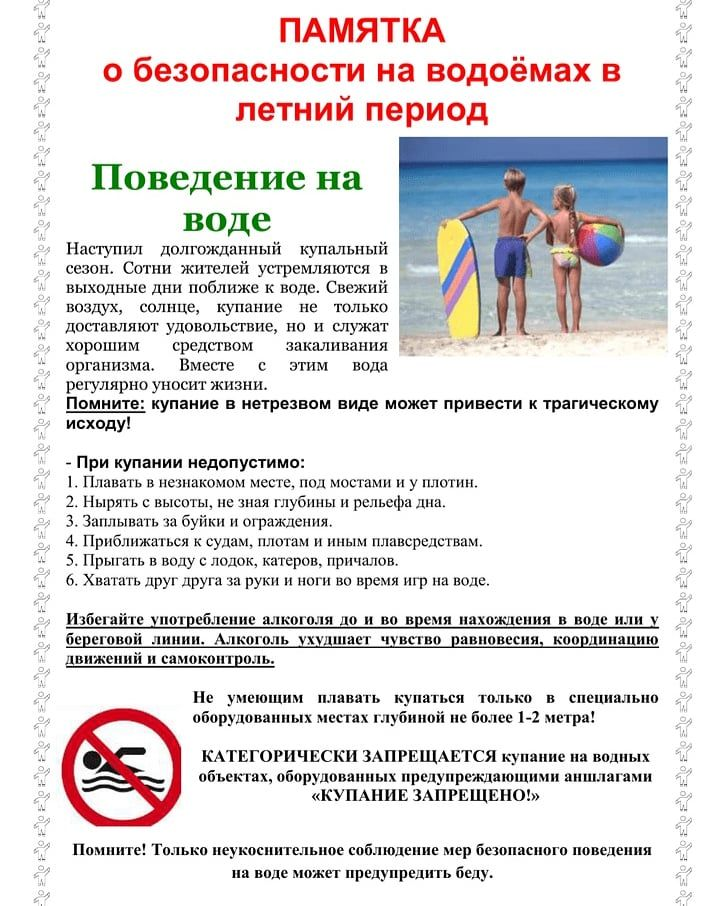 ПАМЯТКА
о безопасности на водоёмах в
летний период
Поведение на
воде
Наступил долгожданный купальный
сезон. Сотни жителей устремляются в
выходные дни поближе к воде. Свежий
воздух, солнце, купание не только
доставляют удовольствие, но и служат
хорошим средством закаливания
организма. Вместе с этим вода
регулярно уносит жизни.
Помните: купание в нетрезвом виде может привести к трагическому
исходу!
- При купании недопустимо:
1. Плавать в незнакомом месте, под мостами и у плотин.
2. Нырять с высоты, не зная глубины и рельефа дна.
3. Заплывать за буйки и ограждения.
4. Приближаться к судам, плотам и иным плавсредствам.
5. Прыгать в воду с лодок, катеров, причалов.
6. Хватать друг друга за руки и ноги во время игр на воде.
Избегайте употребление алкоголя до и во время нахождения в воде или у
береговой линии. Алкоголь ухудшает чувство равновесия, координацию
движений и самоконтроль.
Не умеющим плавать купаться только в специально
оборудованных местах глубиной не более 1-2 метра!
КАТЕГОРИЧЕСКИ ЗАПРЕЩАЕТСЯ купание на водных
объектах, оборудованных предупреждающими аншлагами
«КУПАНИЕ ЗАПРЕЩЕНО!»
Помните! Только неукоснительное соблюдение мер безопасного поведения
на воде может предупредить беду.